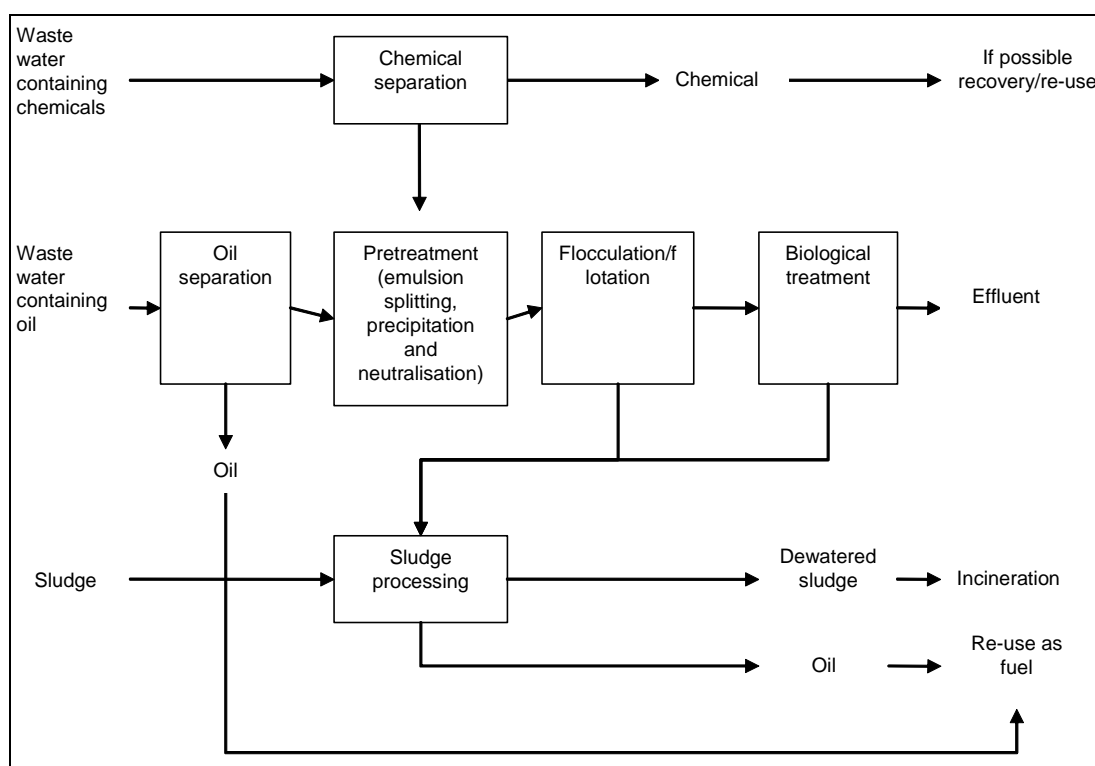 Waste
water
containing
chemicals
Chemical
separation
Chemical
If possible
recovery/re-use
Waste
water
containing
oil
Oil
separation
Pretreatment
(emulsion
splitting,
precipitation
and
neutralisation)
Flocculation/f
lotation
Biological
treatment
Effluent
Oil
Sludge
Sludge
processing
Dewatered
sludge
Incineration
Oil
Re-use as
fuel